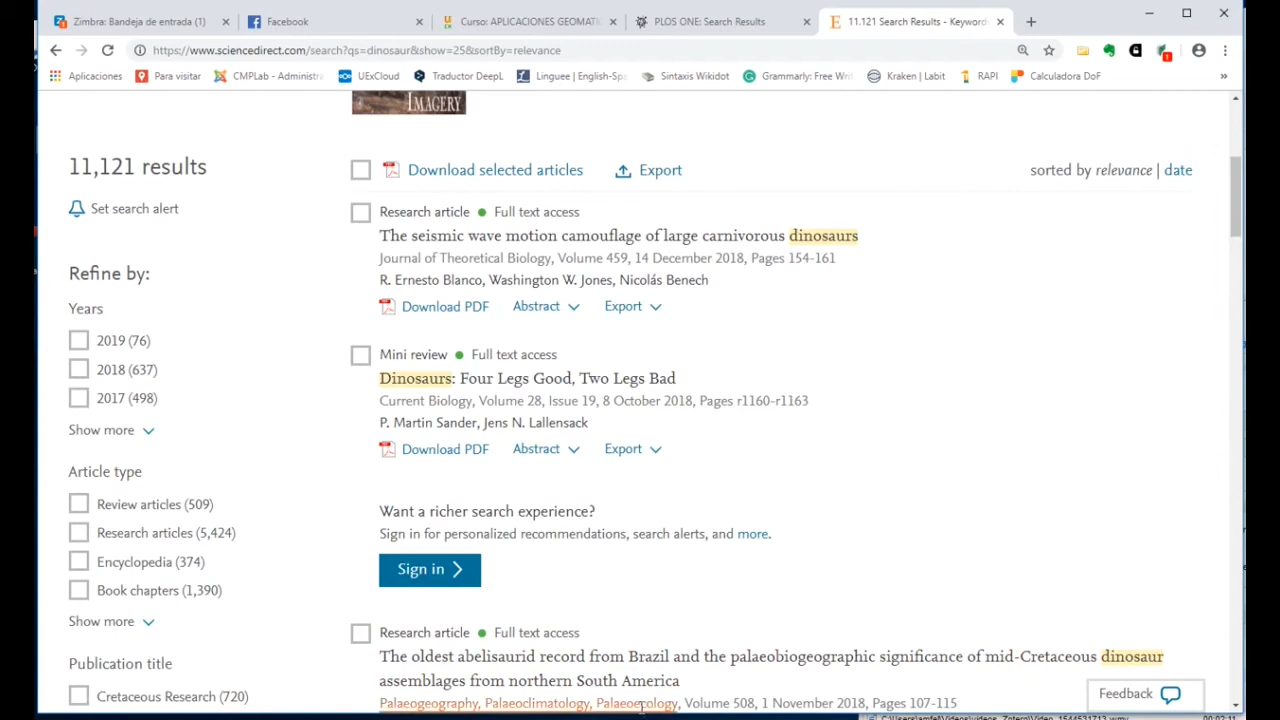 Zimbra: Bandeja de entrada (1)
Facebook
Curso: APLICACIONES GEOMATI
PLOS ONE: Search Results
11.121 Search Results - Keyword
https://www.sciencedirect.com/search?qs=dinosaur&show=25&sortBy=relevance
Aplicaciones
Para visitar
CMPLab - Administra
UExCloud
Traductor DeepL
Linguee | English-Spa
Sintaxis Wikidot
Grammarly: Free Wri
Kraken | Labit
RAPI
Calculadora DoF
»
IMAGERY
11,121 results
Download selected articles
Export
sorted by relevance | date
Set search alert
Research article Full text access
The seismic wave motion camouflage of large carnivorous dinosaurs
Journal of Theoretical Biology, Volume 459, 14 December 2018, Pages 154-161
R. Ernesto Blanco, Washington W. Jones, Nicolás Benech
Download PDF Abstract Export
Refine by:
Years
2019 (76)
2018 (637)
2017 (498)
Show more
Mini review Full text access
Dinosaurs: Four Legs Good, Two Legs Bad
Current Biology, Volume 28, Issue 19, 8 October 2018, Pages r1160-r1163
P. Martin Sander, Jens N. Lallensack
Download PDF Abstract Export
Article type
Review articles (509)
Research articles (5,424)
Encyclopedia (374)
Book chapters (1,390)
Show more
Want a richer search experience?
Sign in for personalized recommendations, search alerts, and more.
Sign in
Research article Full text access
The oldest abelisaurid record from Brazil and the palaeobiogeographic significance of mid-Cretaceous dinosaur
assemblages from northern South America
Palaeogeography, Palaeoclimatology, Palaeoecology, Volume 508, 1 November 2018, Pages 107-115
Publication title
Cretaceous Research (720)
Feedback